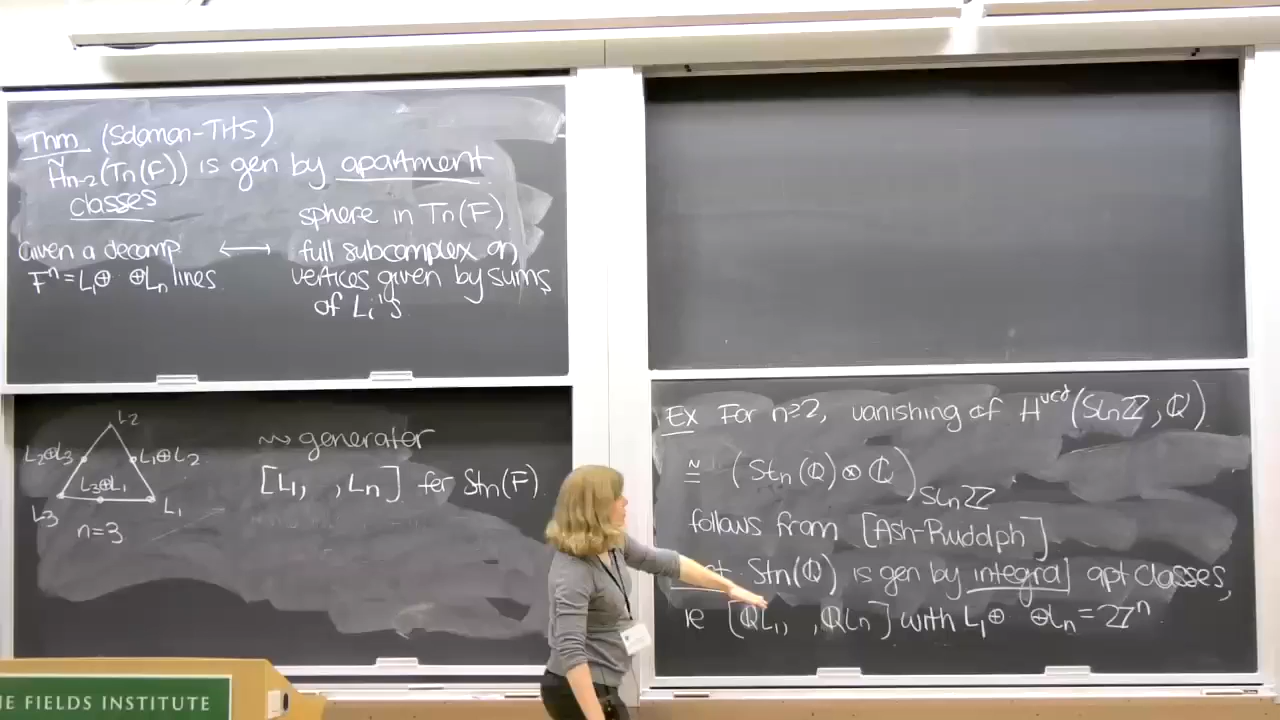 Thm (Solomon-Tits)
H̃n-2(Tn(F)) is gen by apartment
classes
sphere in Tn(F)
Given a decomp ⟷ full subcomplex on
F^n = L1⊕ ⊕Ln lines
vertices given by sums
of Li's
L2
L2⊕L3
L1⊕L2
L3⊕L1
L3
L1
n=3
⇝ generator
[L1, ,Ln] for Stn(F)
Ex For n≥2, vanishing of H^vcd(SLnℤ; ℚ)
≅ (Stn(ℚ)⊗ℚ)SLnℤ
follows from [Ash-Rudolph]
Stn(ℚ) is gen by integral apt classes,
ie [ℚL1, ,ℚLn] with L1⊕ ⊕Ln = ℤ^n
HE FIELDS INSTITUTE